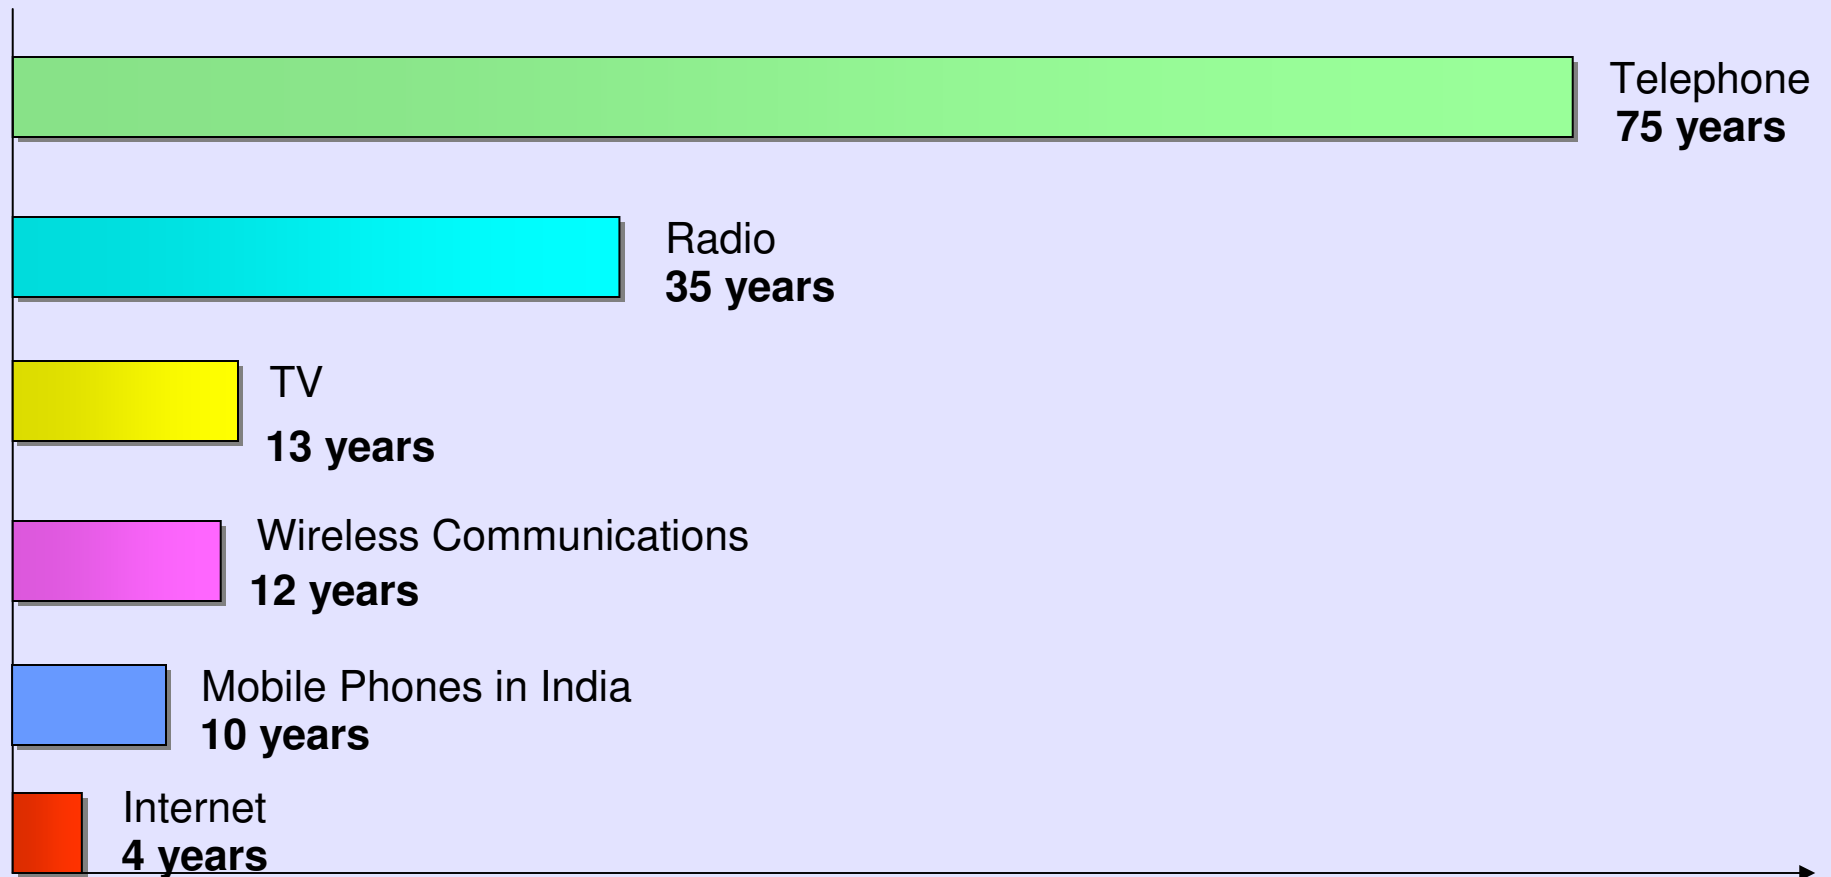 Telephone
75 years
Radio
35 years
TV
13 years
Wireless Communications
12 years
Mobile Phones in India
10 years
Internet
4 years